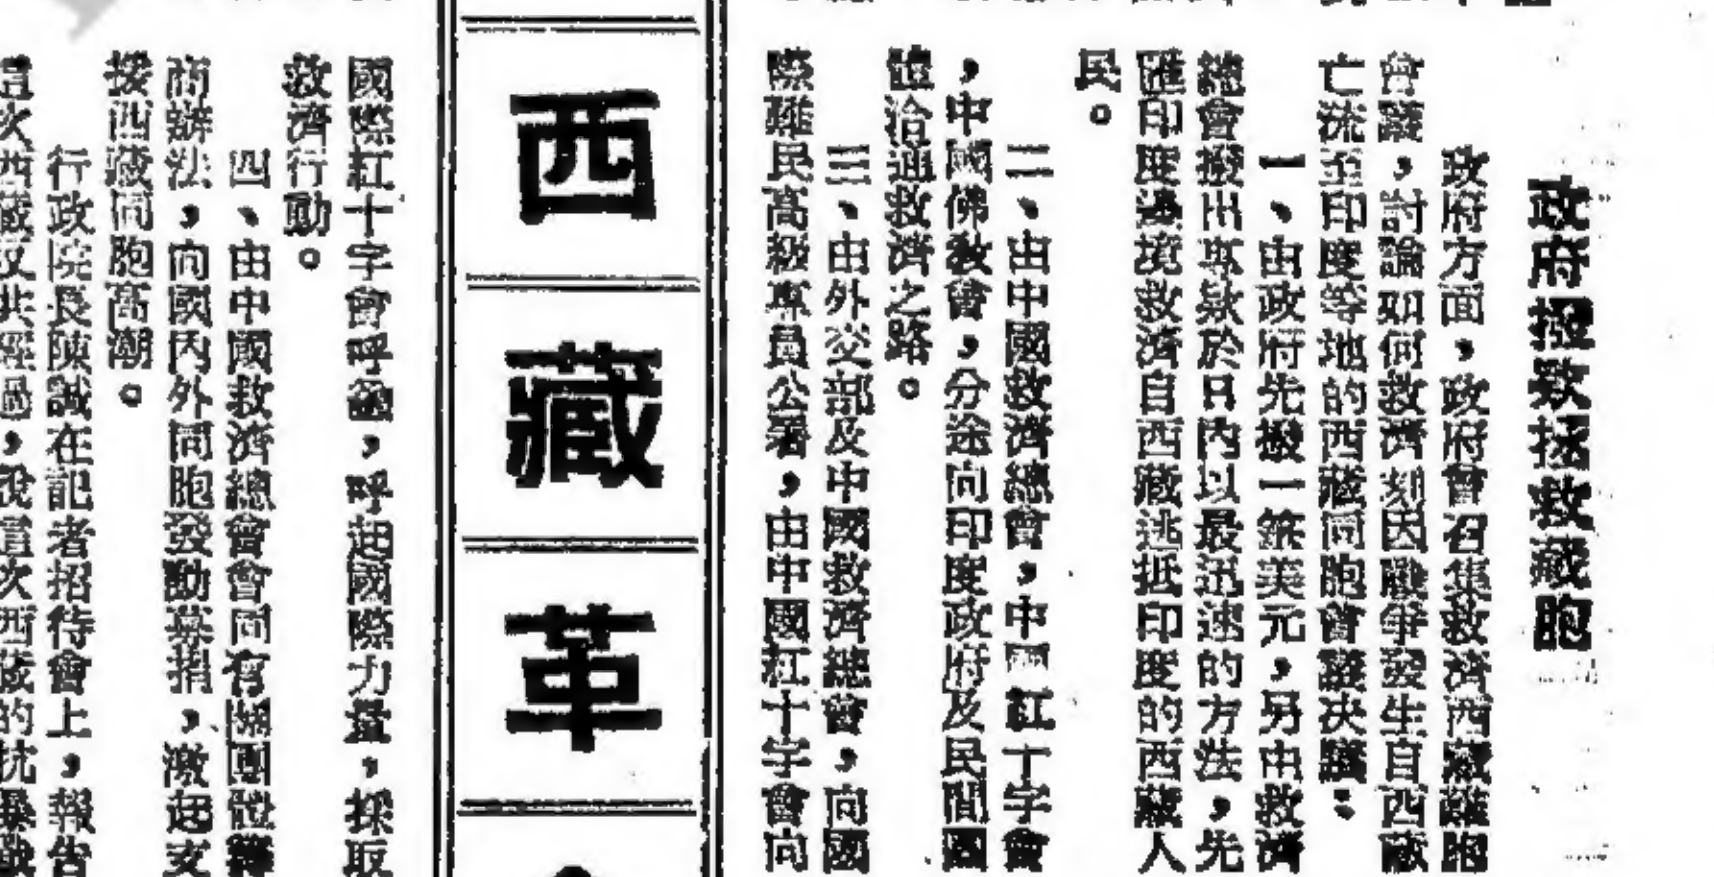 政府撥欵拯救藏胞
政府方面，政府曾召集救濟西藏難胞
會議，討論如何救濟刻因戰爭發生自西藏
亡流至印度等地的西藏同胞會議決議：
一、由政府先撥一筆美元，另由救濟
總會撥出專欵於日內以最迅速的方法，先
匯印度邊境救濟自西藏逃抵印度的西藏人
民。
二、由中國救濟總會，中國紅十字會
，中國佛教會，分途向印度政府及民間團
體洽通救濟之路。
三、由外交部及中國救濟總會，向國
際難民高級專員公署，由中國紅十字會向
西藏革
國際紅十字會呼籲，呼起國際力量，採取
救濟行動。
四、由中國救濟總會會同有關團體籌
商辦法，向國內外同胞發動募捐，激起支
援西藏同胞高潮。
行政院長陳誠在記者招待會上，報告
這次西藏反共經過，說這次西藏的抗暴戰